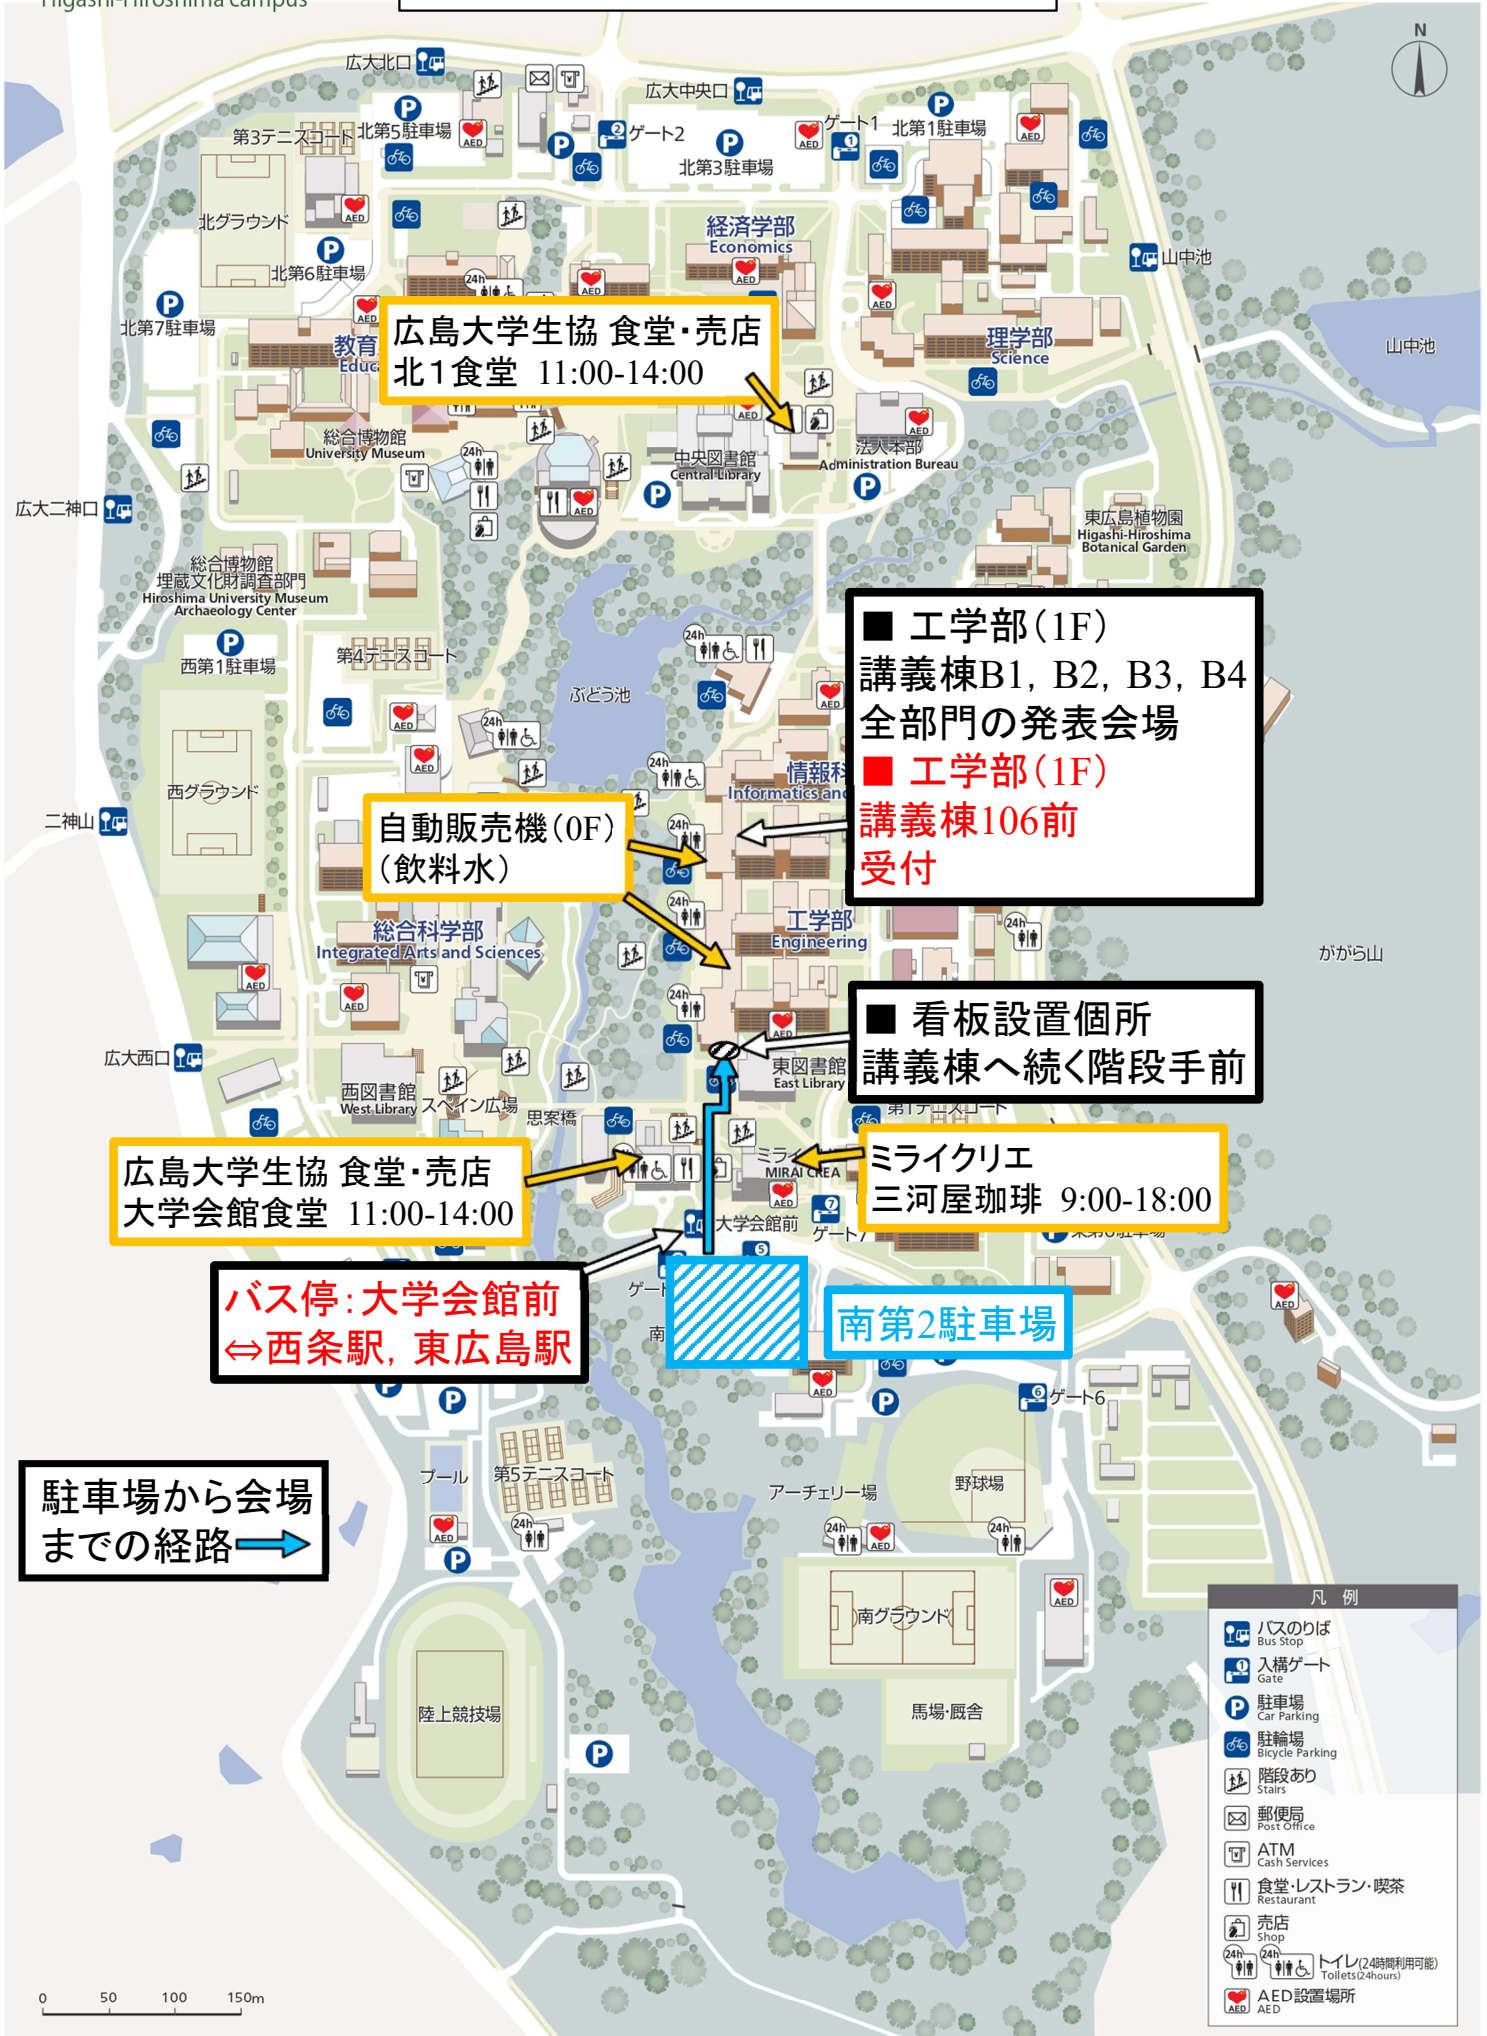 Higashi-Hiroshima campus
N
広大北口
広大中央口
第3テニスコート
北第5駐車場
AED
ゲート2
北第3駐車場
AED
ゲート1
北第1駐車場
AED
北グラウンド
AED
北第6駐車場
経済学部
Economics
山中池
北第7駐車場
理学部
Science
山中池
広島大学生協 食堂・売店
北1食堂 11:00-14:00
総合博物館
University Museum
中央図書館
Central Library
法人本部
Administration Bureau
広大二神口
東広島植物園
Higashi-Hiroshima
Botanical Garden
総合博物館
埋蔵文化財調査部門
Hiroshima University Museum
Archaeology Center
西第1駐車場
第4テニスコート
ぶどう池
24h
■ 工学部(1F)
講義棟B1, B2, B3, B4
全部門の発表会場
■ 工学部(1F)
講義棟106前
受付
西グラウンド
二神山
自動販売機(0F)
(飲料水)
総合科学部
Integrated Arts and Sciences
工学部
Engineering
ががら山
■ 看板設置個所
講義棟へ続く階段手前
広大西口
東図書館
East Library
西図書館
West Library
スペイン広場
思案橋
広島大学生協 食堂・売店
大学会館食堂 11:00-14:00
MIRAI CREA
ミライクリエ
三河屋珈琲 9:00-18:00
大学会館前
バス停:大学会館前
⇔西条駅, 東広島駅
南第2駐車場
ゲート6
プール
第5テニスコート
アーチェリー場
野球場
駐車場から会場
までの経路
南グラウンド
陸上競技場
馬場・厩舎
凡 例
バスのりば
Bus Stop
入構ゲート
Gate
駐車場
Car Parking
駐輪場
Bicycle Parking
階段あり
Stairs
郵便局
Post Office
ATM
Cash Services
食堂・レストラン・喫茶
Restaurant
売店
Shop
24h 24h トイレ(24時間利用可能)
Toilets(24hours)
AED設置場所
AED
0 50 100 150m